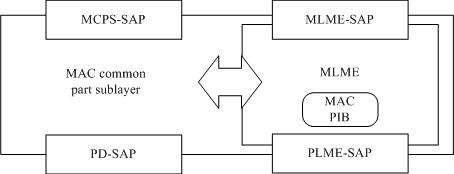 MCPS-SAP
MLME-SAP
MAC common
part sublayer
MLME
MAC
PIB
PD-SAP
PLME-SAP